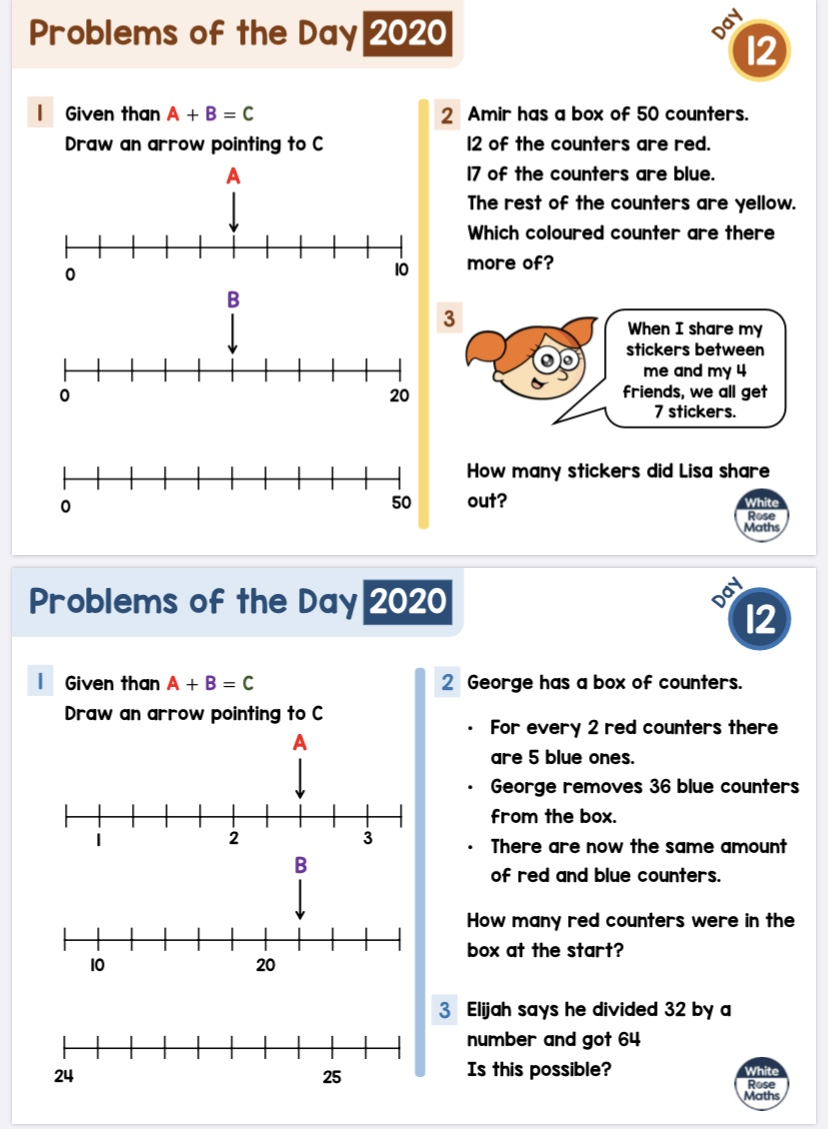 Problems of the Day 2020
Day
12
1
Given than A + B = C
Draw an arrow pointing to C
A
0
10
B
0
20
0
50
2
Amir has a box of 50 counters.
12 of the counters are red.
17 of the counters are blue.
The rest of the counters are yellow.
Which coloured counter are there
more of?
3
When I share my
stickers between
me and my 4
friends, we all get
7 stickers.
How many stickers did Lisa share
out?
White
Rose
Maths
Problems of the Day 2020
Day
12
1
Given than A + B = C
Draw an arrow pointing to C
A
1
2
3
B
10
20
24
25
2
George has a box of counters.
• For every 2 red counters there
are 5 blue ones.
• George removes 36 blue counters
from the box.
• There are now the same amount
of red and blue counters.
How many red counters were in the
box at the start?
3
Elijah says he divided 32 by a
number and got 64
Is this possible?
White
Rose
Maths